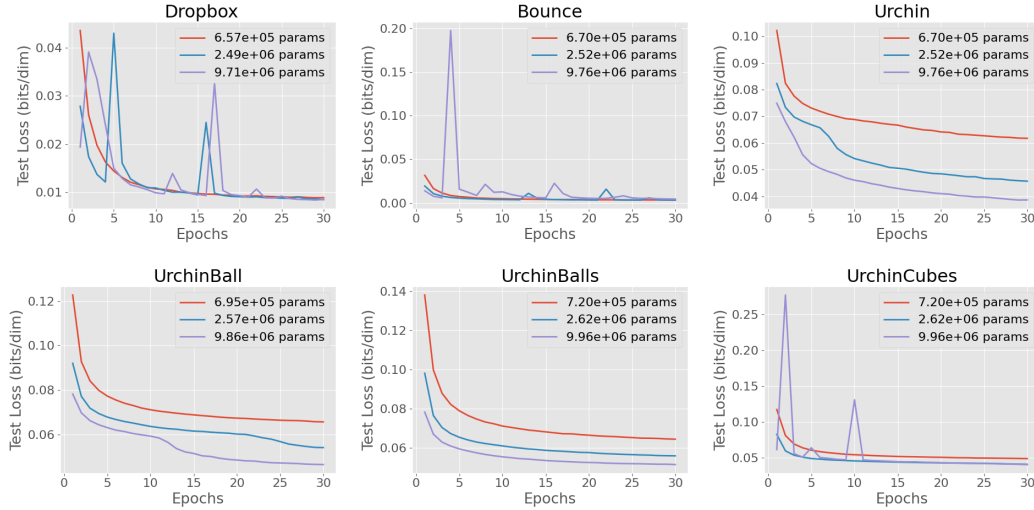 Dropbox
Test Loss (bits/dim)
0.04
0.03
0.02
0.01
6.57e+05 params
2.49e+06 params
9.71e+06 params
0 5 10 15 20 25 30
Epochs
Bounce
Test Loss (bits/dim)
0.20
0.15
0.10
0.05
0.00
6.70e+05 params
2.52e+06 params
9.76e+06 params
0 5 10 15 20 25 30
Epochs
Urchin
Test Loss (bits/dim)
0.10
0.09
0.08
0.07
0.06
0.05
0.04
6.70e+05 params
2.52e+06 params
9.76e+06 params
0 5 10 15 20 25 30
Epochs
UrchinBall
Test Loss (bits/dim)
0.12
0.10
0.08
0.06
6.95e+05 params
2.57e+06 params
9.86e+06 params
0 5 10 15 20 25 30
Epochs
UrchinBalls
Test Loss (bits/dim)
0.14
0.12
0.10
0.08
0.06
0.04
7.20e+05 params
2.62e+06 params
9.96e+06 params
0 5 10 15 20 25 30
Epochs
UrchinCubes
Test Loss (bits/dim)
0.25
0.20
0.15
0.10
0.05
7.20e+05 params
2.62e+06 params
9.96e+06 params
0 5 10 15 20 25 30
Epochs